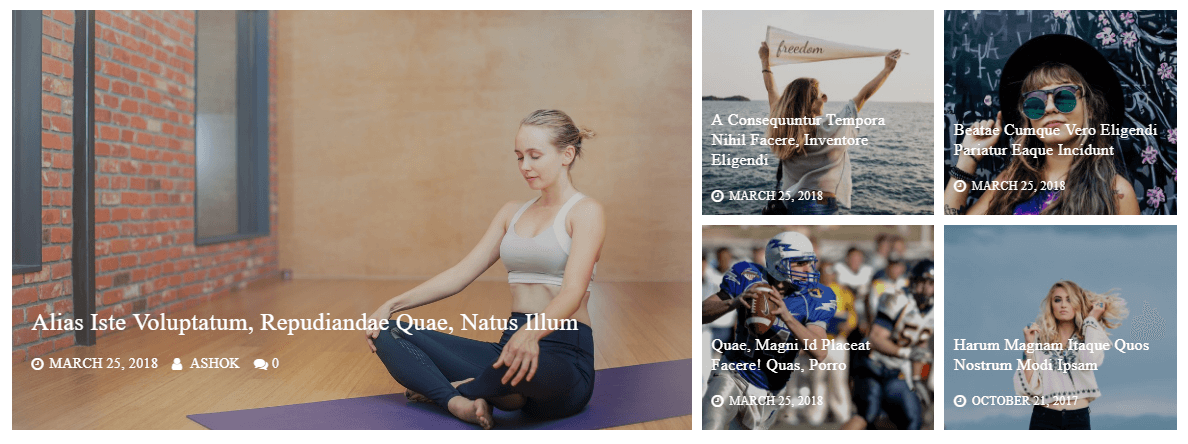 Alias Iste Voluptatum, Repudiandae Quae, Natus Illum
MARCH 25, 2018 ASHOK 0
freedom
A Consequuntur Tempora
Nihil Facere, Inventore
Eligendi
MARCH 25, 2018
Beatae Cumque Vero Eligendi
Pariatur Eaque Incidunt
MARCH 25, 2018
Quae, Magni Id Placeat
Facere! Quas, Porro
MARCH 25, 2018
Harum Magnam Itaque Quos
Nostrum Modi Ipsam
OCTOBER 21, 2017